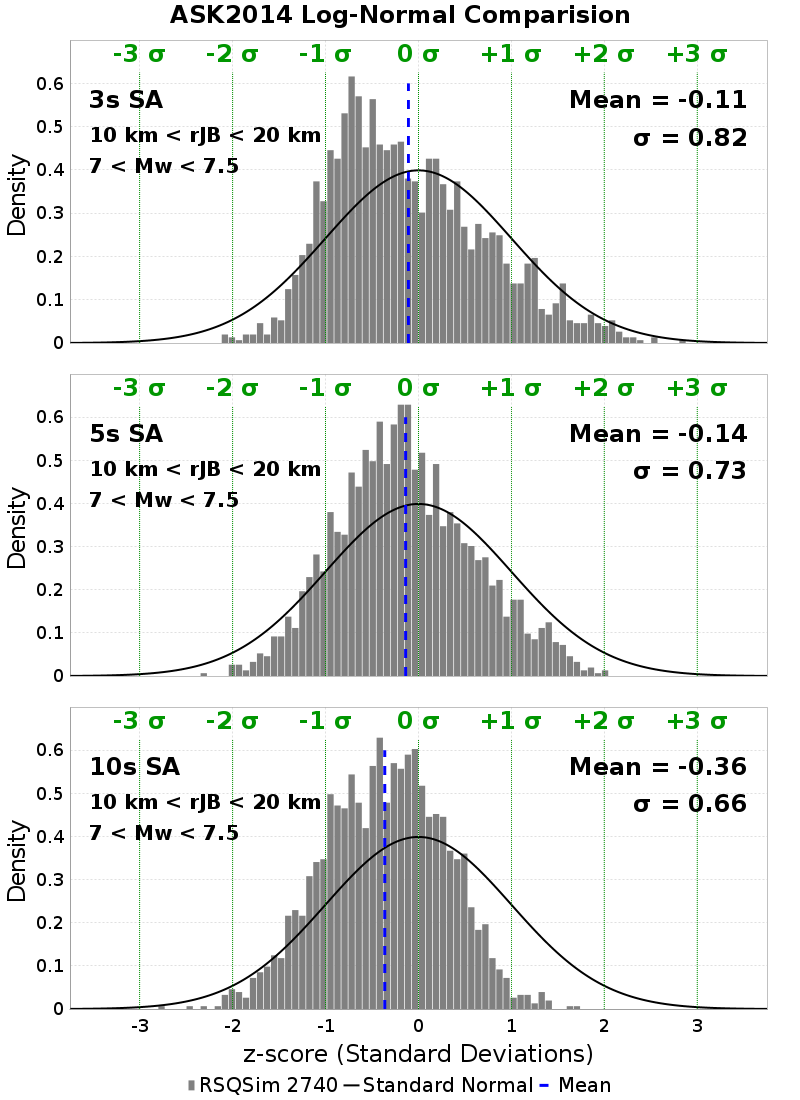 ASK2014 Log-Normal Comparision
-3 σ -2 σ -1 σ 0 σ +1 σ +2 σ +3 σ
3s SA
10 km < rJB < 20 km
7 < Mw < 7.5
Mean = -0.11
σ = 0.82
Density
0.6
0.5
0.4
0.3
0.2
0.1
0
-3 σ -2 σ -1 σ 0 σ +1 σ +2 σ +3 σ
5s SA
10 km < rJB < 20 km
7 < Mw < 7.5
Mean = -0.14
σ = 0.73
Density
0.6
0.5
0.4
0.3
0.2
0.1
0
-3 σ -2 σ -1 σ 0 σ +1 σ +2 σ +3 σ
10s SA
10 km < rJB < 20 km
7 < Mw < 7.5
Mean = -0.36
σ = 0.66
Density
0.6
0.5
0.4
0.3
0.2
0.1
0
-3 -2 -1 0 1 2 3
z-score (Standard Deviations)
RSQSim 2740 Standard Normal Mean